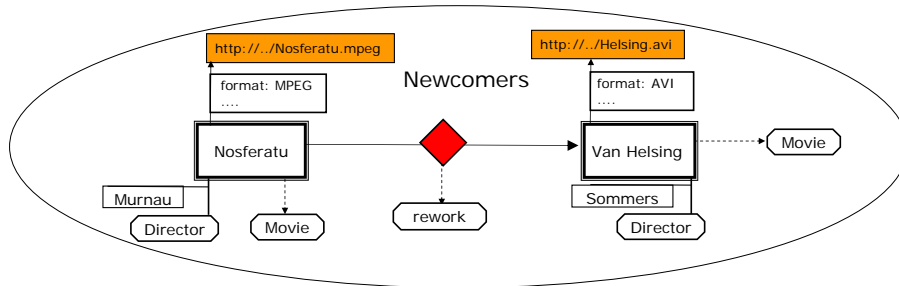 http://../Nosferatu.mpeg
http://../Helsing.avi
Newcomers
format: MPEG
....
format: AVI
....
Nosferatu
Van Helsing
Movie
Murnau
Sommers
Director
Movie
rework
Director